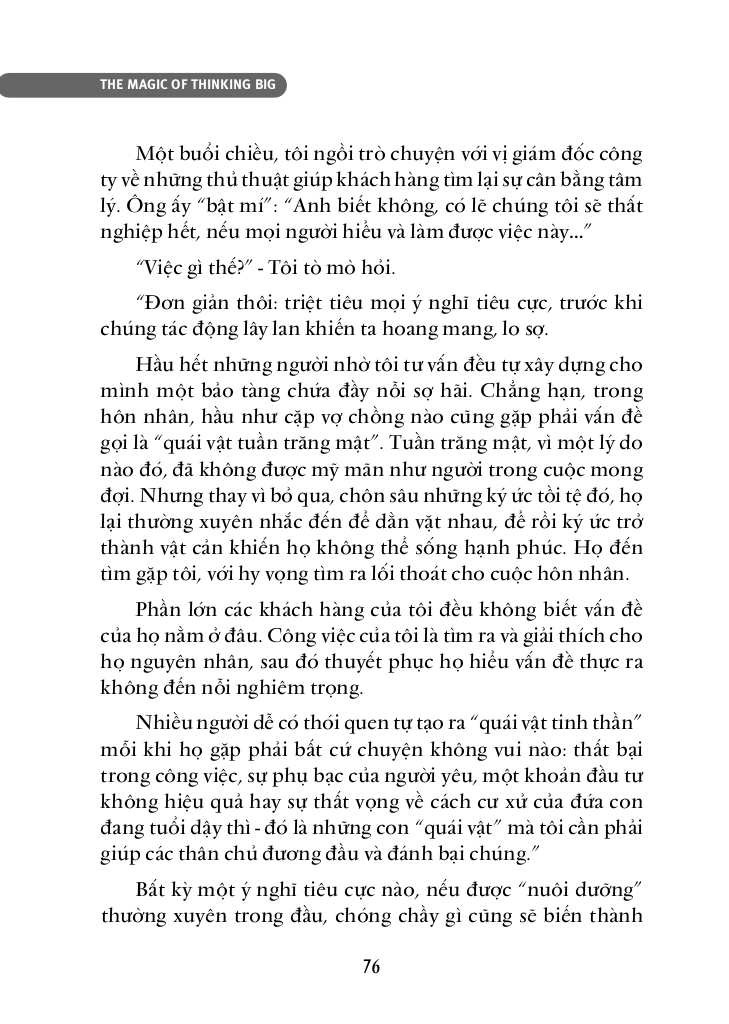 THE MAGIC OF THINKING BIG
Một buổi chiều, tôi ngồi trò chuyện với vị giám đốc công
ty về những thủ thuật giúp khách hàng tìm lại sự cân bằng tâm
lý. Ông ấy “bật mí”: “Anh biết không, có lẽ chúng tôi sẽ thất
nghiệp hết, nếu mọi người hiểu và làm được việc này...”
“Việc gì thế?” - Tôi tò mò hỏi.
“Đơn giản thôi: triệt tiêu mọi ý nghĩ tiêu cực, trước khi
chúng tác động lây lan khiến ta hoang mang, lo sợ.
Hầu hết những người nhờ tôi tư vấn đều tự xây dựng cho
mình một bảo tàng chứa đầy nỗi sợ hãi. Chẳng hạn, trong
hôn nhân, hầu như cặp vợ chồng nào cũng gặp phải vấn đề
gọi là “quái vật tuần trăng mật”. Tuần trăng mật, vì một lý do
nào đó, đã không được mỹ mãn như người trong cuộc mong
đợi. Nhưng thay vì bỏ qua, chôn sâu những ký ức tồi tệ đó, họ
lại thường xuyên nhắc đến để dằn vặt nhau, để rồi ký ức trở
thành vật cản khiến họ không thể sống hạnh phúc. Họ đến
tìm gặp tôi, với hy vọng tìm ra lối thoát cho cuộc hôn nhân.
Phần lớn các khách hàng của tôi đều không biết vấn đề
của họ nằm ở đâu. Công việc của tôi là tìm ra và giải thích cho
họ nguyên nhân, sau đó thuyết phục họ hiểu vấn đề thực ra
không đến nỗi nghiêm trọng.
Nhiều người dễ có thói quen tự tạo ra “quái vật tinh thần”
mỗi khi họ gặp phải bất cứ chuyện không vui nào: thất bại
trong công việc, sự phụ bạc của người yêu, một khoản đầu tư
không hiệu quả hay sự thất vọng về cách cư xử của đứa con
đang tuổi dậy thì - đó là những con “quái vật” mà tôi cần phải
giúp các thân chủ đương đầu và đánh bại chúng.”
Bất kỳ một ý nghĩ tiêu cực nào, nếu được “nuôi dưỡng”
thường xuyên trong đầu, chóng chầy gì cũng sẽ biến thành
76